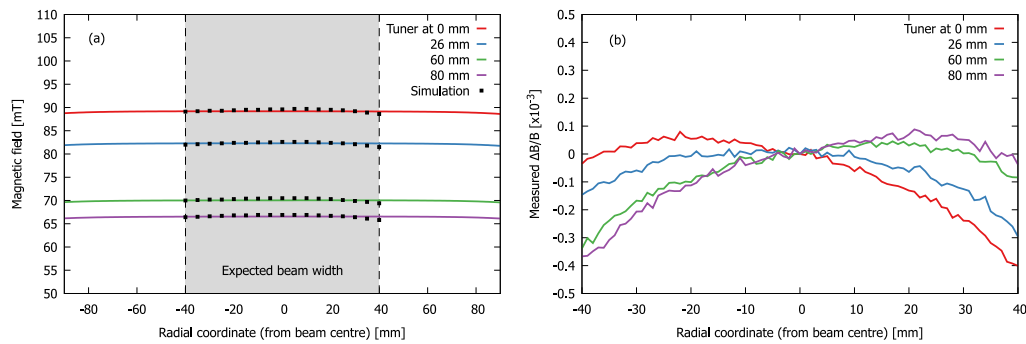 (a)
Tuner at 0 mm
26 mm
60 mm
80 mm
Simulation
Expected beam width
Magnetic field [mT]
110
105
100
95
90
85
80
75
70
65
60
55
50
-80 -60 -40 -20 0 20 40 60 80
Radial coordinate (from beam centre) [mm]
(b)
Tuner at 0 mm
26 mm
60 mm
80 mm
Measured ΔB/B [x10^-3]
0.5
0.4
0.3
0.2
0.1
0
-0.1
-0.2
-0.3
-0.4
-0.5
-40 -30 -20 -10 0 10 20 30 40
Radial coordinate (from beam centre) [mm]